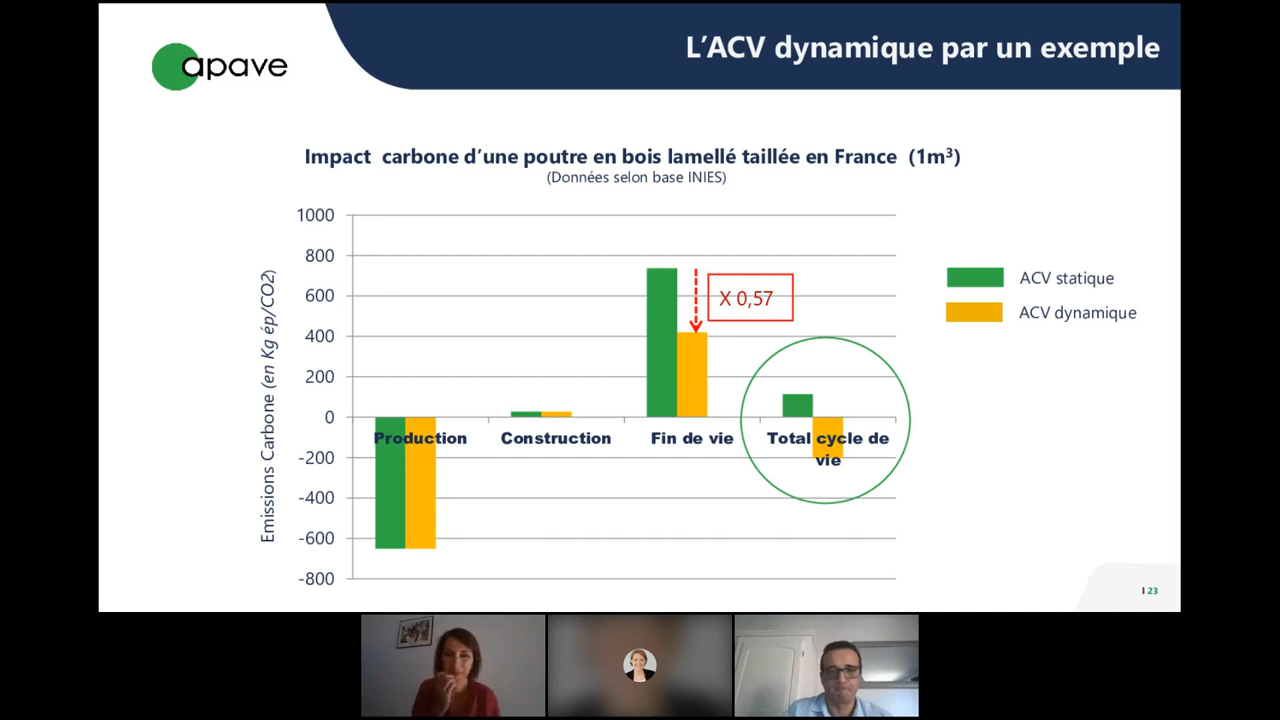 apave
L'ACV dynamique par un exemple
Impact carbone d'une poutre en bois lamellé taillée en France (1m³)
(Données selon base INIES)
Emissions Carbone (en Kg ép/CO2)
1000
800
600
400
200
0
-200
-400
-600
-800
X 0,57
Production
Construction
Fin de vie
Total cycle de
vie
ACV statique
ACV dynamique
I 23